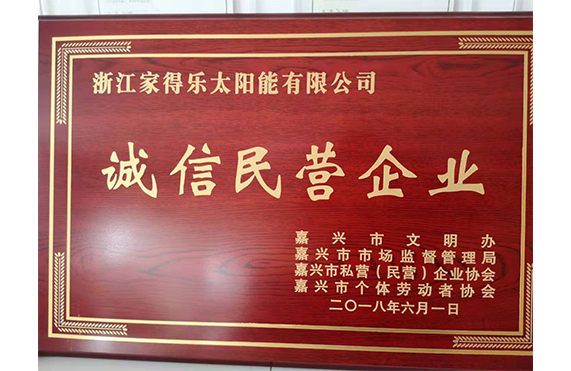 浙江家得乐太阳能有限公司
诚信民营企业
嘉兴市文明办
嘉兴市市场监督管理局
嘉兴市私营（民营）企业协会
嘉兴市个体劳动者协会
二〇一八年六月一日